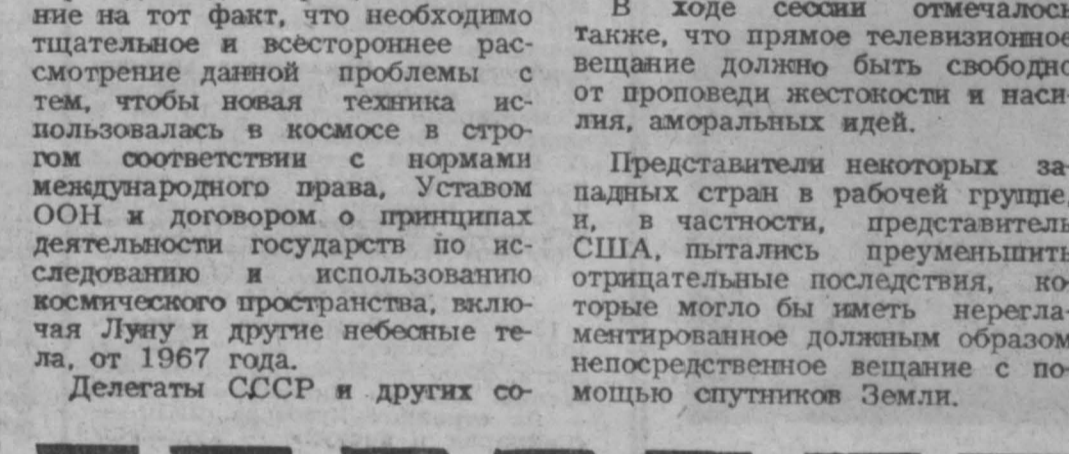 ние на тот факт, что необходимо
тщательное и всестороннее рас-
смотрение данной проблемы с
тем, чтобы новая техника ис-
пользовалась в космосе в стро-
гом соответствии с нормами
международного права, Уставом
ООН и договором о принципах
деятельности государств по ис-
следованию и использованию
космического пространства, вклю-
чая Луну и другие небесные те-
ла, от 1967 года.
Делегаты СССР и других со-
В ходе сессии отмечалось
также, что прямое телевизионное
вещание должно быть свободно
от проповеди жестокости и наси-
лия, аморальных идей.
Представители некоторых за-
падных стран в рабочей группе,
и, в частности, представитель
США, пытались преуменьшить
отрицательные последствия, ко-
торые могло бы иметь нерегла-
ментированное должным образом
непосредственное вещание с по-
мощью спутников Земли.